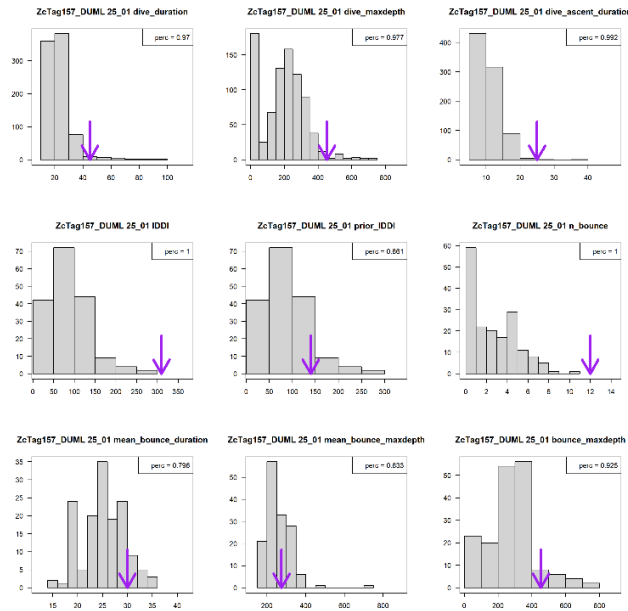 ZcTag157_DUML 25_01 dive_duration
perc = 0.97
300
200
100
0
20 40 60 80 100
ZcTag157_DUML 25_01 dive_maxdepth
perc = 0.977
150
100
50
0
0 200 400 600 800
ZcTag157_DUML 25_01 dive_ascent_duration
perc = 0.992
400
300
200
100
0
10 20 30 40
ZcTag157_DUML 25_01 IDDI
perc = 1
70
60
50
40
30
20
10
0
0 50 100 150 200 250 300 350
ZcTag157_DUML 25_01 prior_IDDI
perc = 0.861
70
60
50
40
30
20
10
0
0 50 100 150 200 250 300
ZcTag157_DUML 25_01 n_bounce
perc = 1
60
50
40
30
20
10
0
0 2 4 6 8 10 12 14
ZcTag157_DUML 25_01 mean_bounce_duration
perc = 0.798
35
30
25
20
15
10
5
0
15 20 25 30 35 40
ZcTag157_DUML 25_01 mean_bounce_maxdepth
50
40
30
20
10
0
200 400 600 800
ZcTag157_DUML 25_01 bounce_maxdepth
perc = 0.925
50
40
30
20
10
0
0 200 400 600 800